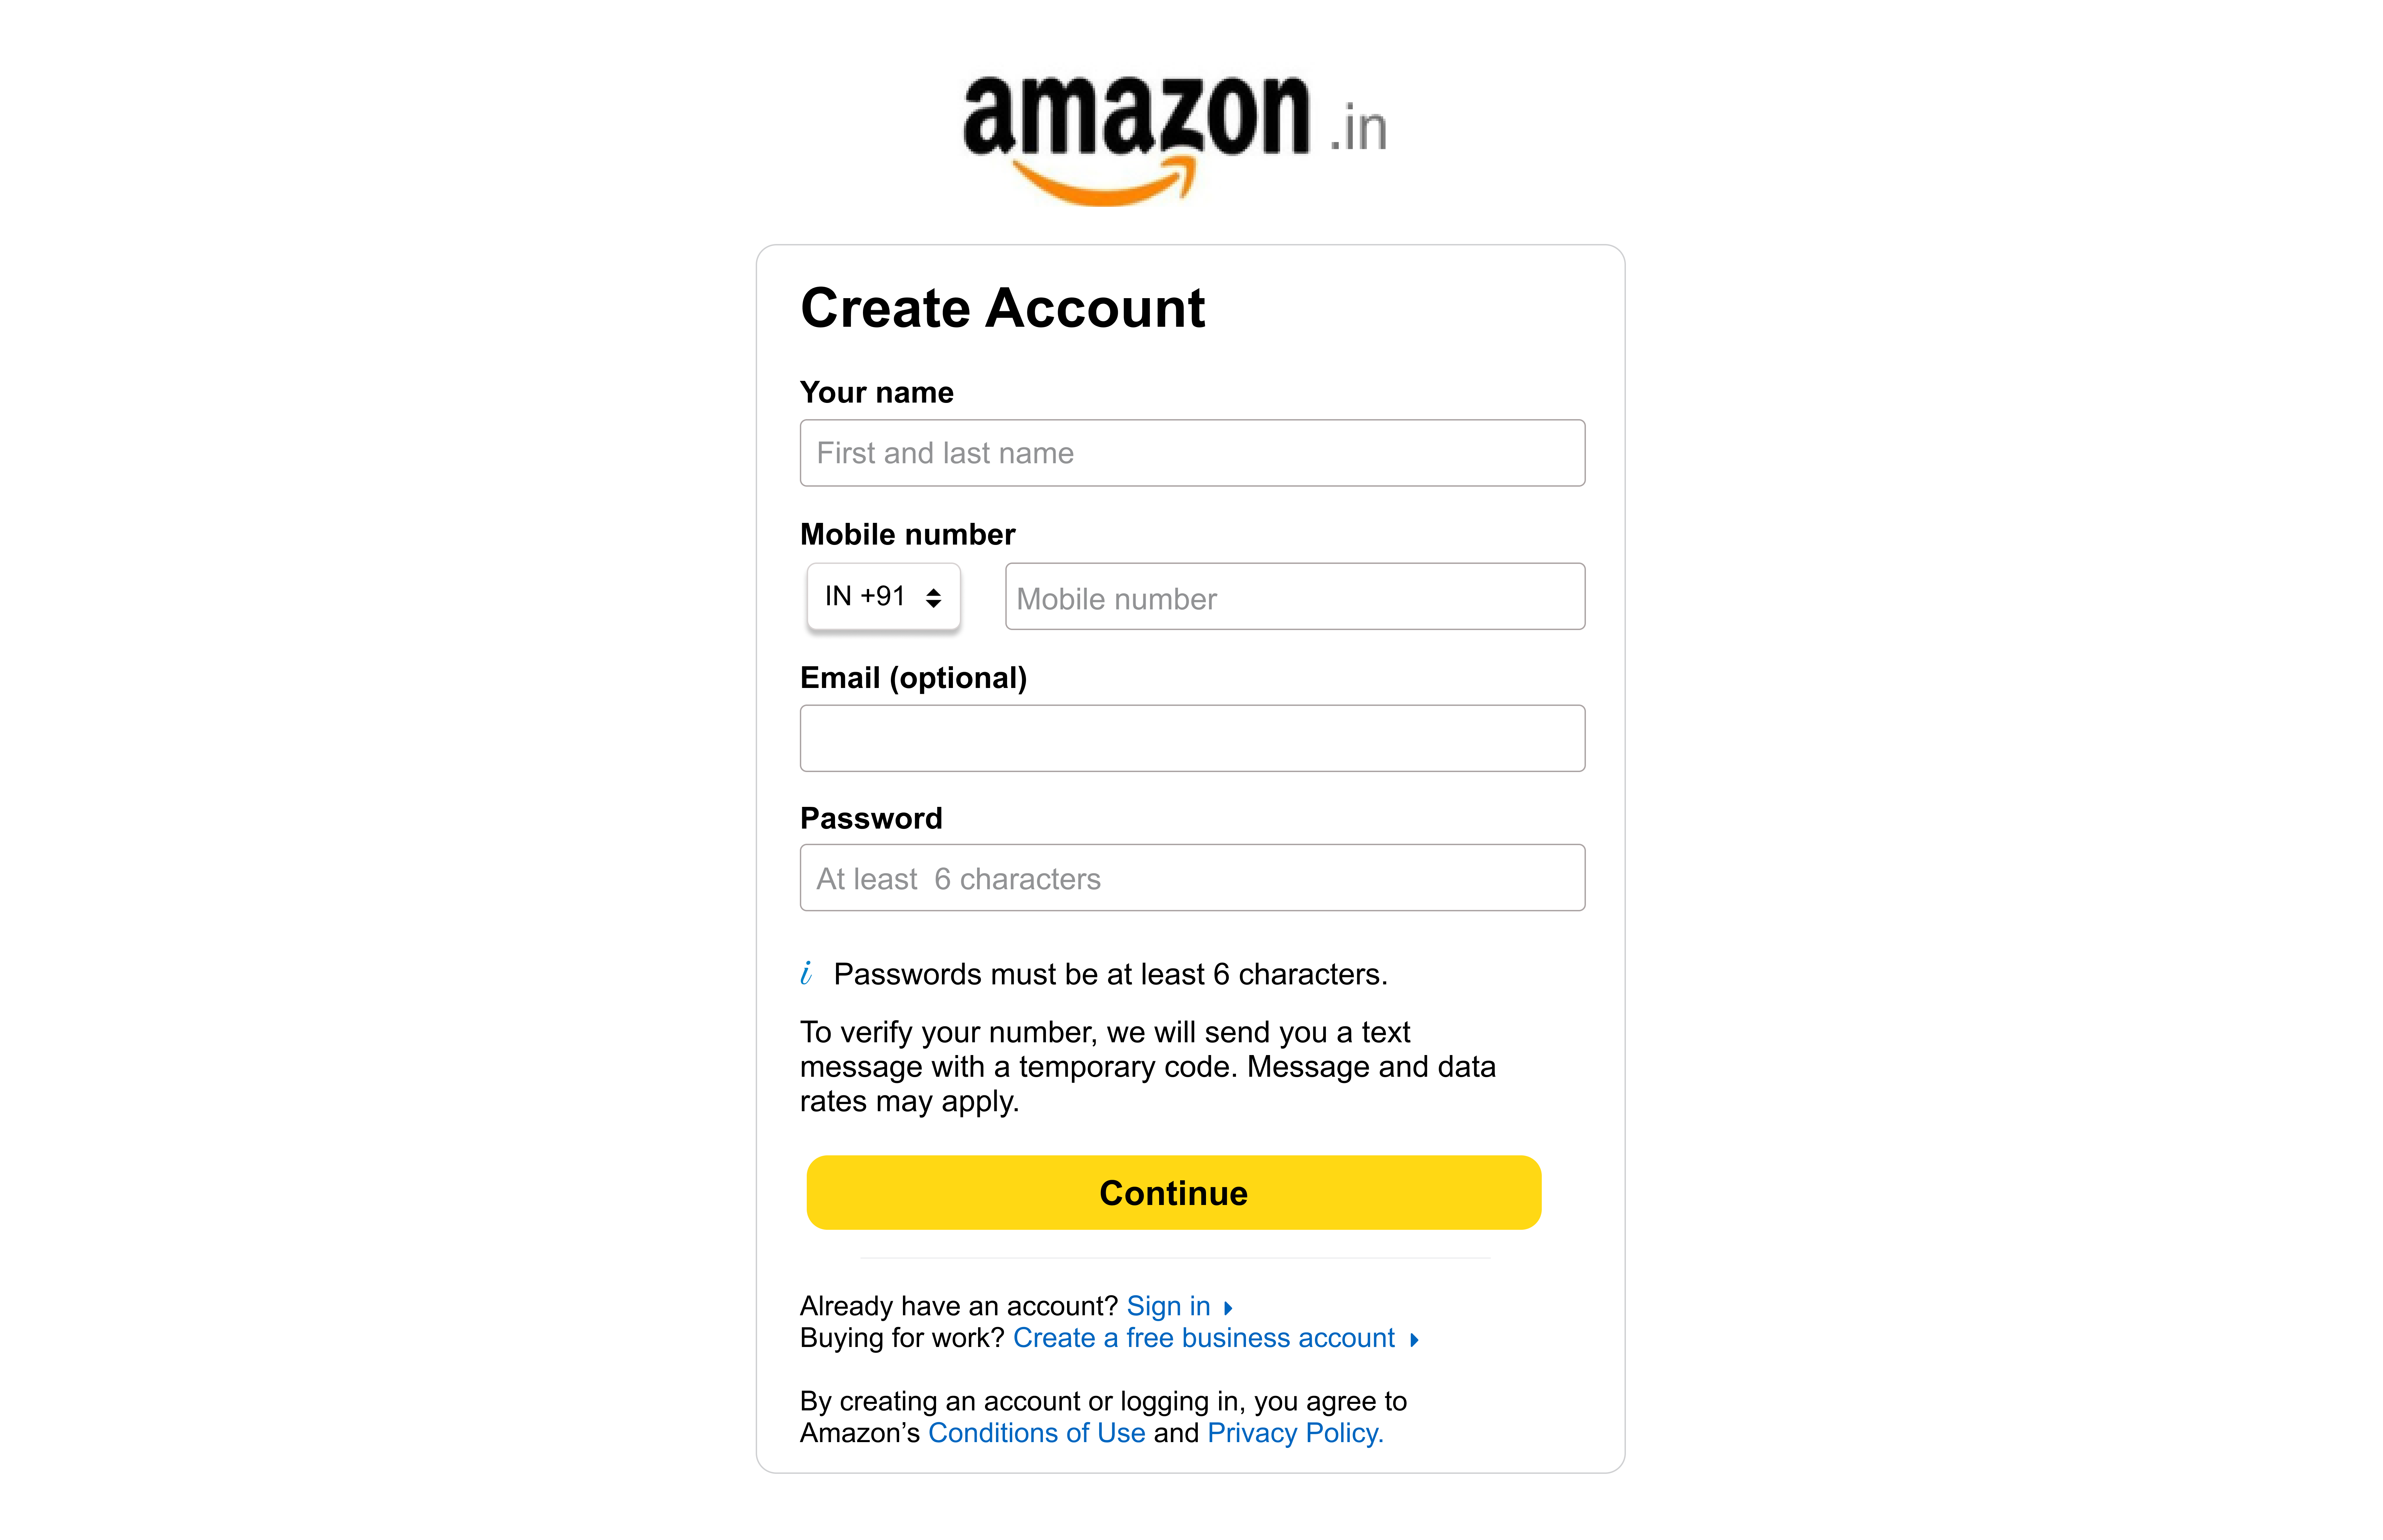 amazon .in
Create Account
Your name
First and last name
Mobile number
IN +91
Mobile number
Email (optional)
Password
At least  6 characters
i Passwords must be at least 6 characters.
To verify your number, we will send you a text
message with a temporary code. Message and data
rates may apply.
Continue
Already have an account? Sign in
Buying for work? Create a free business account
By creating an account or logging in, you agree to
Amazon’s Conditions of Use and Privacy Policy.